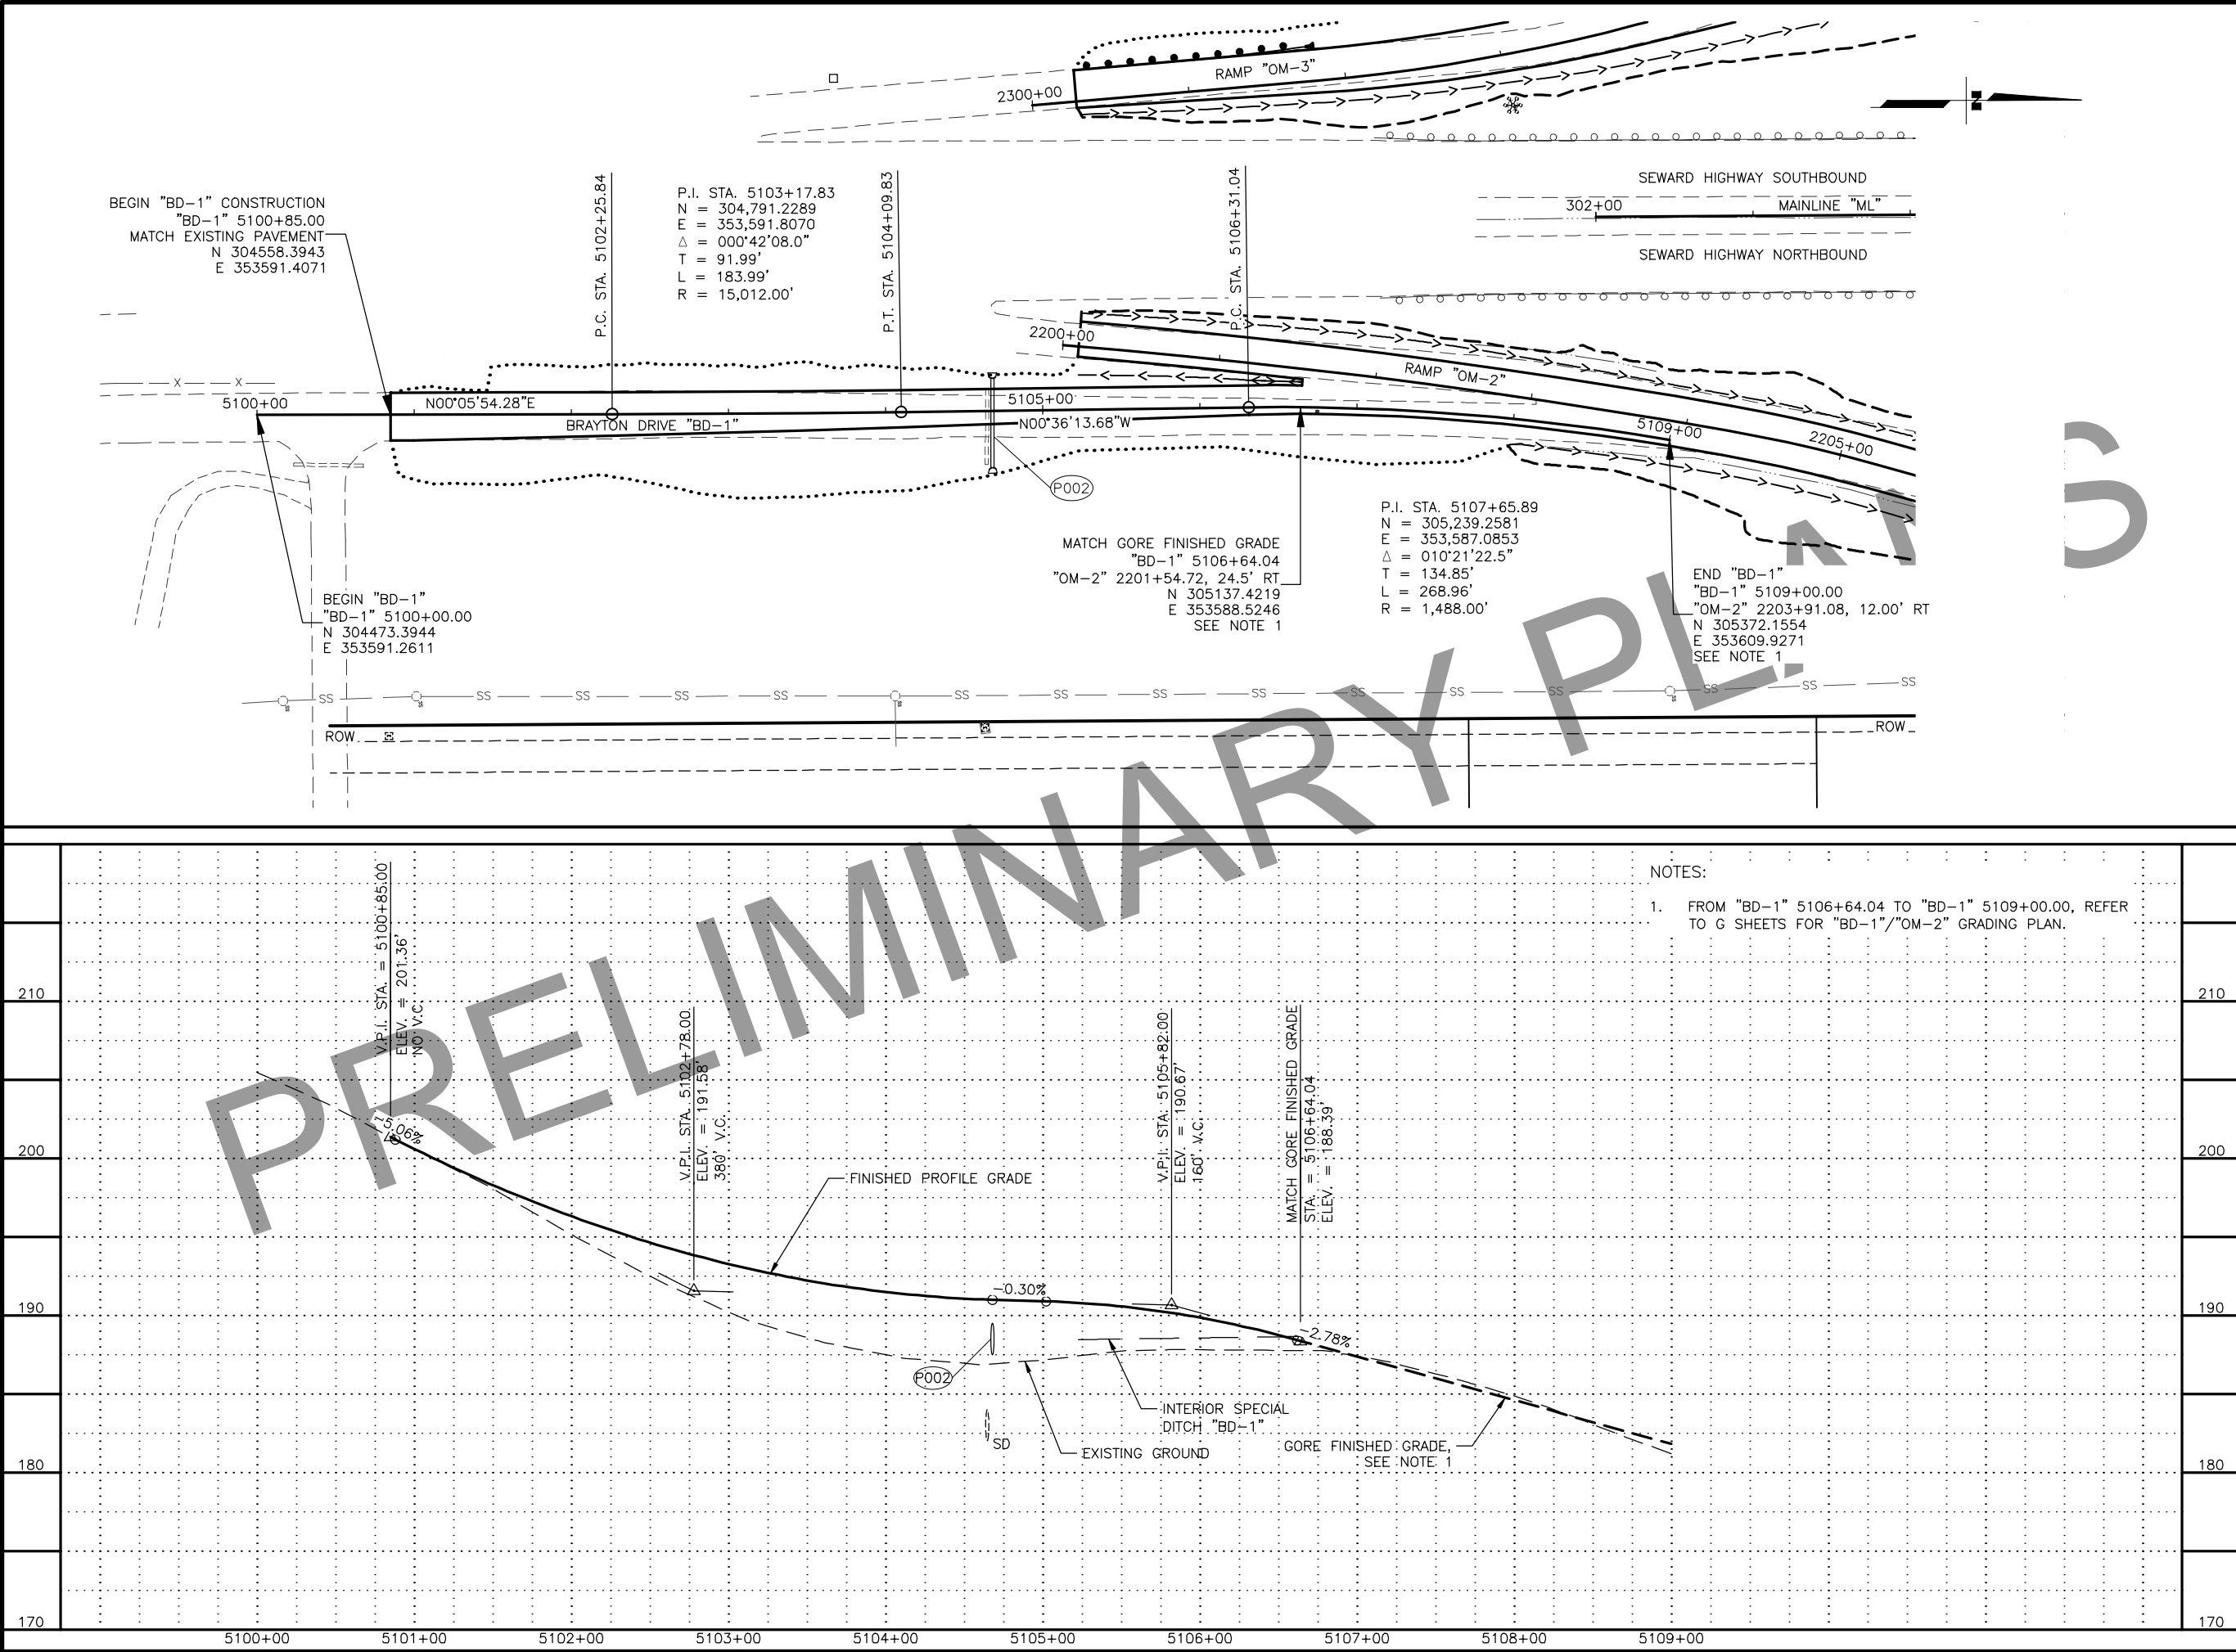 RAMP "OM-3"
2300+00
N
SEWARD HIGHWAY SOUTHBOUND
302+00
MAINLINE "ML"
SEWARD HIGHWAY NORTHBOUND
BEGIN "BD-1" CONSTRUCTION
"BD-1" 5100+85.00
MATCH EXISTING PAVEMENT
N 304558.3943
E 353591.4071
P.C. STA. 5102+25.84
P.I. STA. 5103+17.83
N = 304,791.2289
E = 353,591.8070
Δ = 000°42'08.0"
T = 91.99'
L = 183.99'
R = 15,012.00'
P.T. STA. 5104+09.83
P.C. STA. 5106+31.04
2200+00
RAMP "OM-2"
X X
5100+00
N00°05'54.28"E
BRAYTON DRIVE "BD-1"
5105+00
N00°36'13.68"W
5109+00
2205+00
P002
MATCH GORE FINISHED GRADE
"BD-1" 5106+64.04
"OM-2" 2201+54.72, 24.5' RT
N 305137.4219
E 353588.5246
SEE NOTE 1
P.I. STA. 5107+65.89
N = 305,239.2581
E = 353,587.0853
Δ = 010°21'22.5"
T = 134.85'
L = 268.96'
R = 1,488.00'
END "BD-1"
"BD-1" 5109+00.00
"OM-2" 2203+91.08, 12.00' RT
N 305372.1554
E 353609.9271
SEE NOTE 1
BEGIN "BD-1"
"BD-1" 5100+00.00
N 304473.3944
E 353591.2611
SS SS SS SS SS SS SS SS SS SS SS SS SS SS SS SS
ROW
ROW
PRELIMINARY PLANS
NOTES:
1. FROM "BD-1" 5106+64.04 TO "BD-1" 5109+00.00, REFER
TO G SHEETS FOR "BD-1"/"OM-2" GRADING PLAN.
V.P.I. STA. = 5100+85.00
ELEV. = 201.36'
NO V.C.
-5.06%
V.P.I. STA. 5102+78.00
ELEV. = 191.58'
380' V.C.
FINISHED PROFILE GRADE
-0.30%
V.P.I. STA. 5105+82.00
ELEV. = 190.67'
160' V.C.
MATCH GORE FINISHED GRADE
STA. = 5106+64.04
ELEV. = 188.39'
-2.78%
P002
SD
INTERIOR SPECIAL
DITCH "BD-1"
EXISTING GROUND
GORE FINISHED GRADE,
SEE NOTE 1
210 210
200 200
190 190
180 180
170 170
5100+00 5101+00 5102+00 5103+00 5104+00 5105+00 5106+00 5107+00 5108+00 5109+00